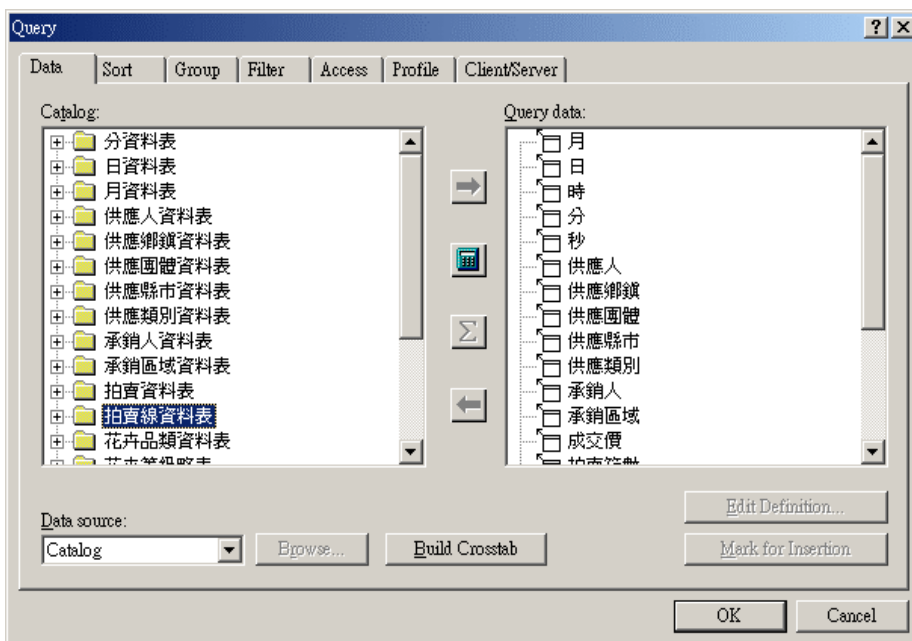 Query
Data Sort Group Filter Access Profile Client/Server
Catalog:
分資料表
日資料表
月資料表
供應人資料表
供應鄉鎮資料表
供應團體資料表
供應縣市資料表
供應類別資料表
承銷人資料表
承銷區域資料表
拍賣資料表
拍賣線資料表
花卉品類資料表
Query data:
月
日
時
分
秒
供應人
供應鄉鎮
供應團體
供應縣市
供應類別
承銷人
承銷區域
成交價
拍賣箱數
Edit Definition...
Data source:
Catalog Browse... Build Crosstab Mark for Insertion
OK Cancel